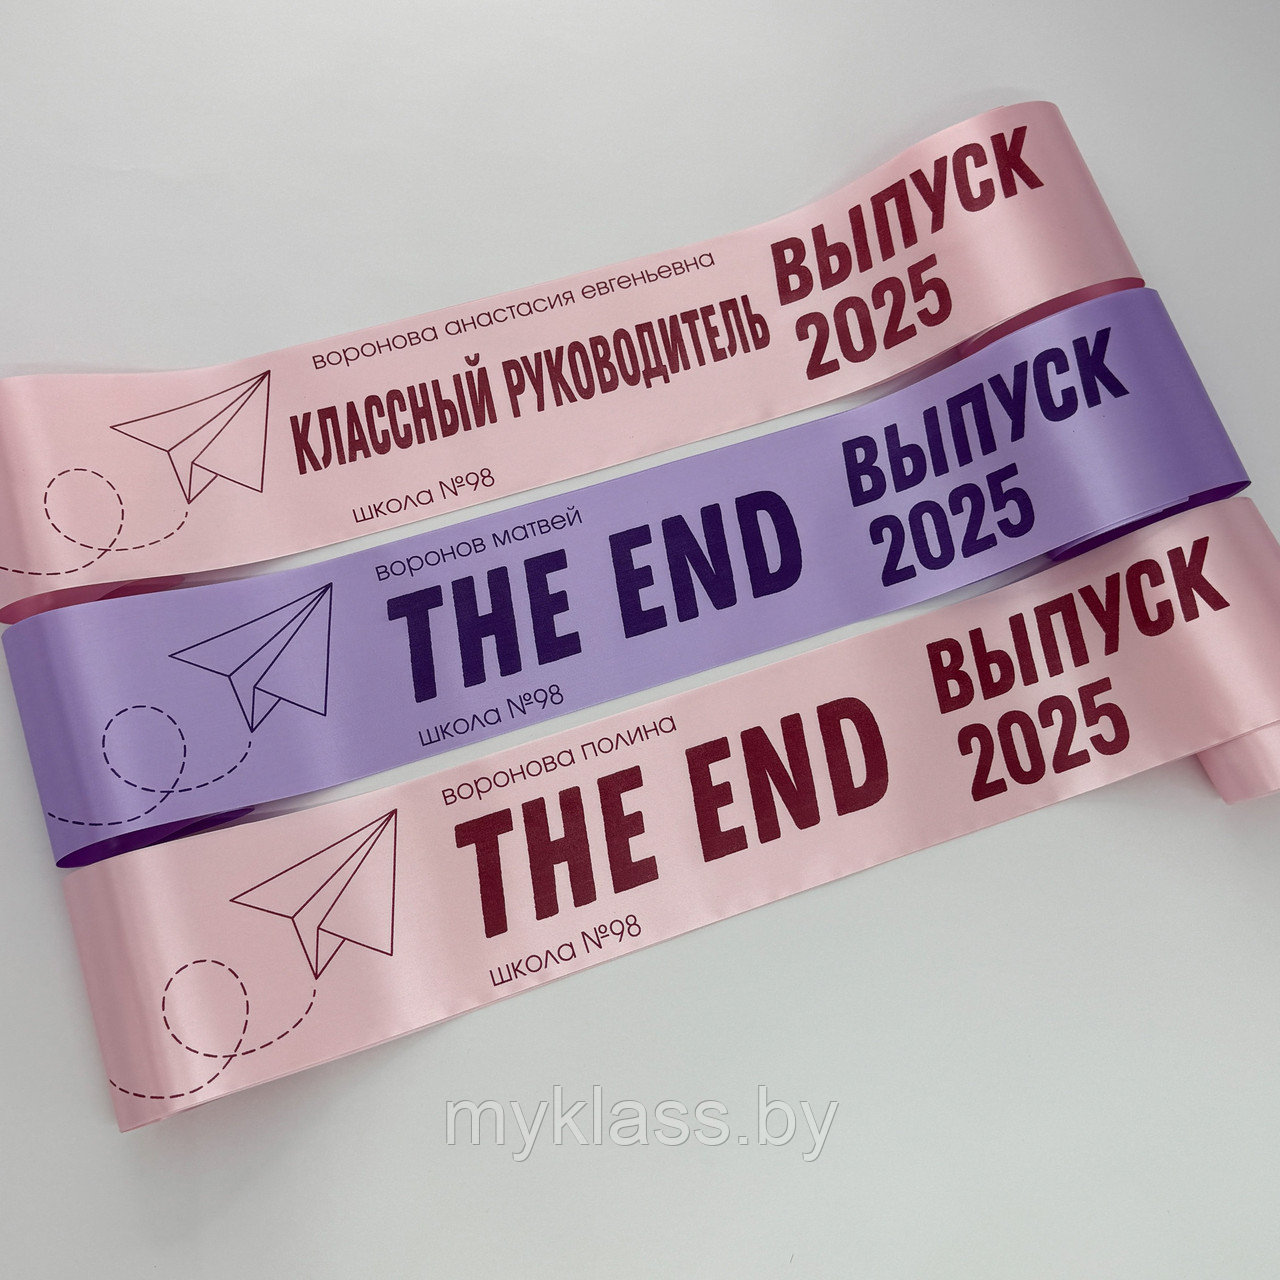 воронова анастасия евгеньевна
КЛАССНЫЙ РУКОВОДИТЕЛЬ
школа №98
ВЫПУСК
2025
воронов матвей
THE END
школа №98
ВЫПУСК
2025
воронова полина
THE END
школа №98
ВЫПУСК
2025
myklass.by